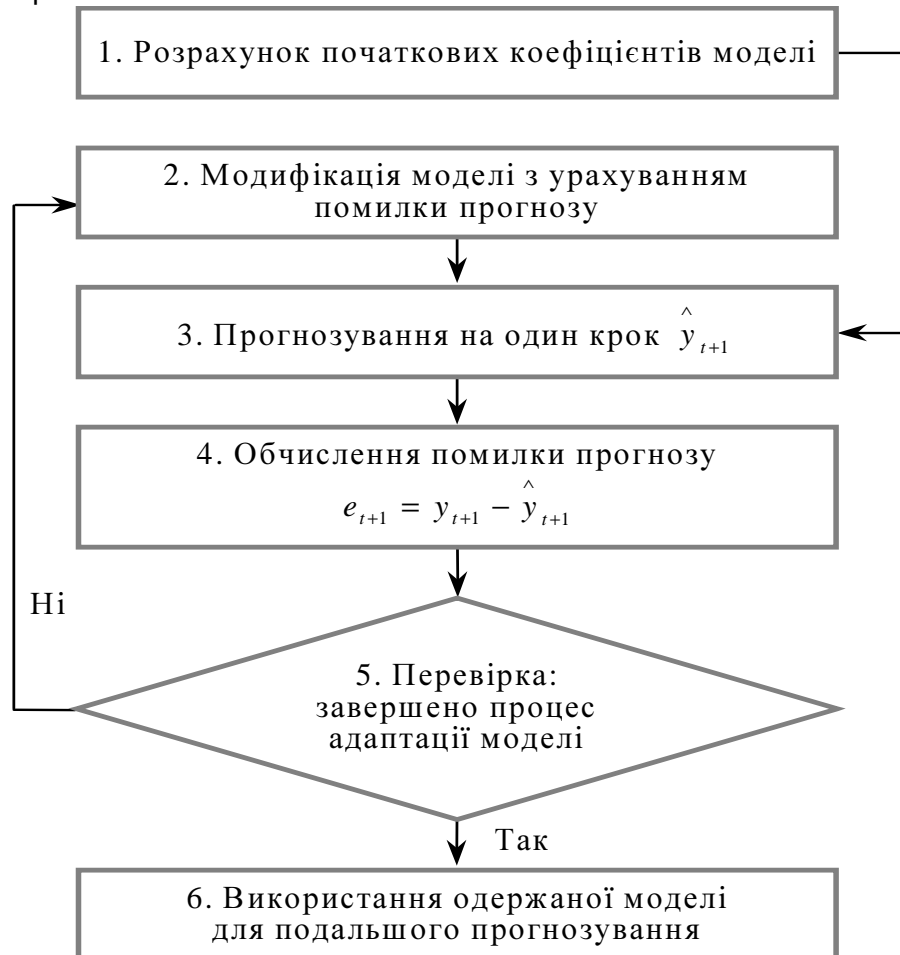 1. Розрахунок початкових коефіцієнтів моделі
2. Модифікація моделі з урахуванням
помилки прогнозу
3. Прогнозування на один крок ŷ_{t+1}
4. Обчислення помилки прогнозу
e_{t+1} = y_{t+1} − ŷ_{t+1}
Ні
5. Перевірка:
завершено процес
адаптації моделі
Так
6. Використання одержаної моделі
для подальшого прогнозування